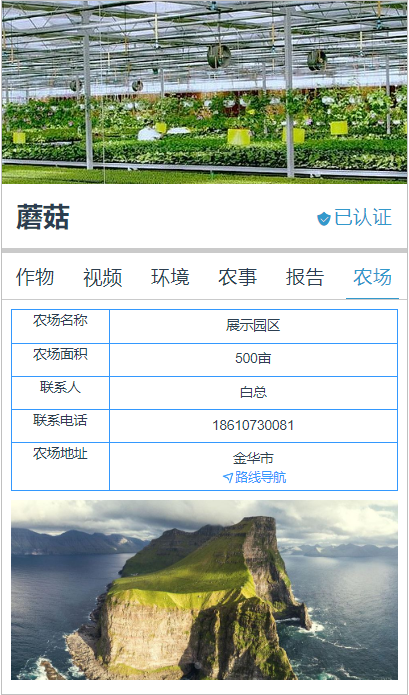 蘑菇
已认证
作物 视频 环境 农事 报告 农场
农场名称 展示园区
农场面积 500亩
联系人 白总
联系电话 18610730081
农场地址 金华市
路线导航